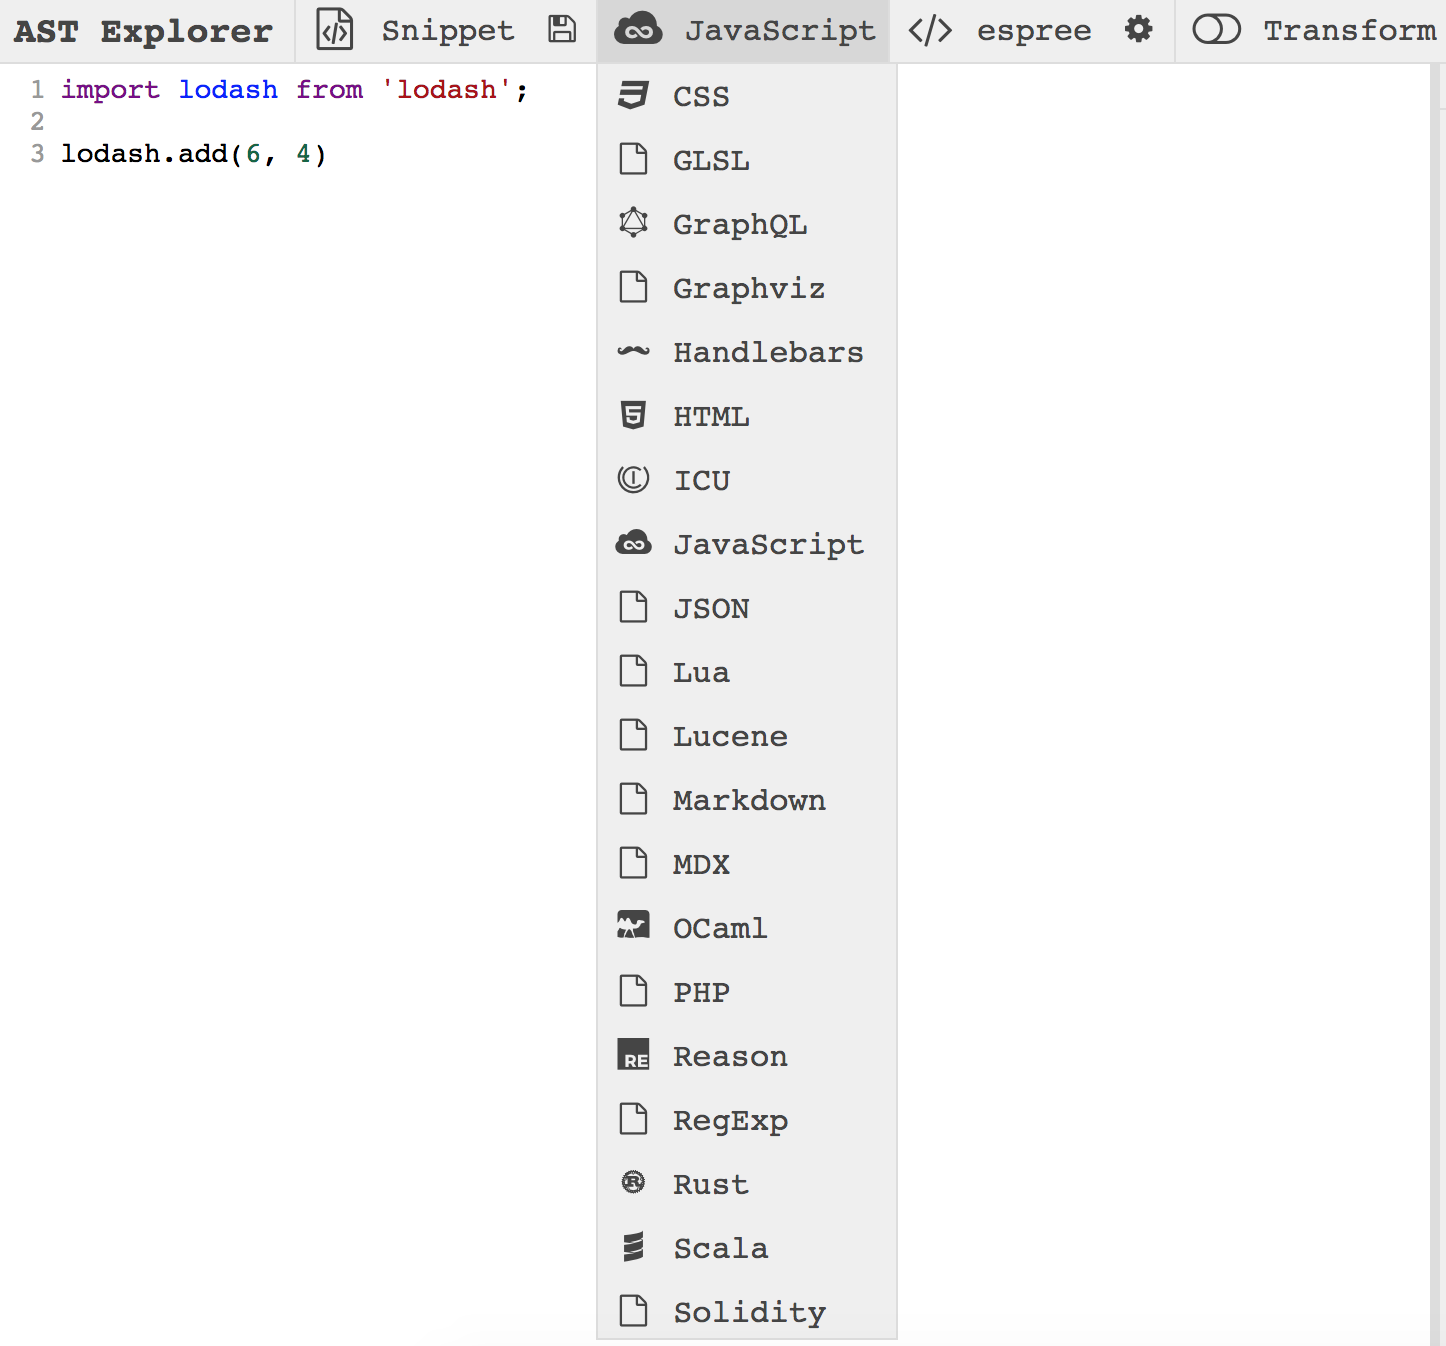 AST Explorer </> Snippet JavaScript </> espree Transform
1 import lodash from 'lodash';
2
3 lodash.add(6, 4)
CSS
GLSL
GraphQL
Graphviz
Handlebars
HTML
ICU
JavaScript
JSON
Lua
Lucene
Markdown
MDX
OCaml
PHP
RE Reason
RegExp
R Rust
Scala
Solidity